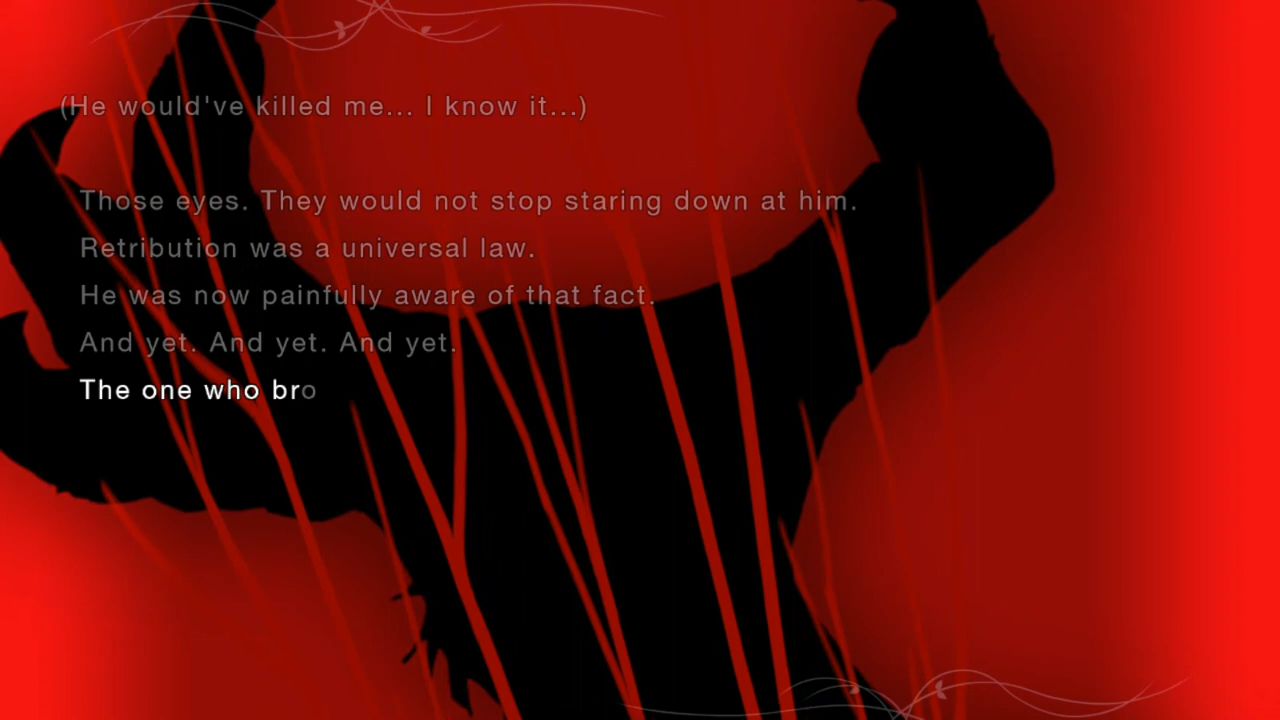 (He would've killed me... I know it...)
Those eyes. They would not stop staring down at him.
Retribution was a universal law.
He was now painfully aware of that fact.
And yet. And yet. And yet.
The one who bro